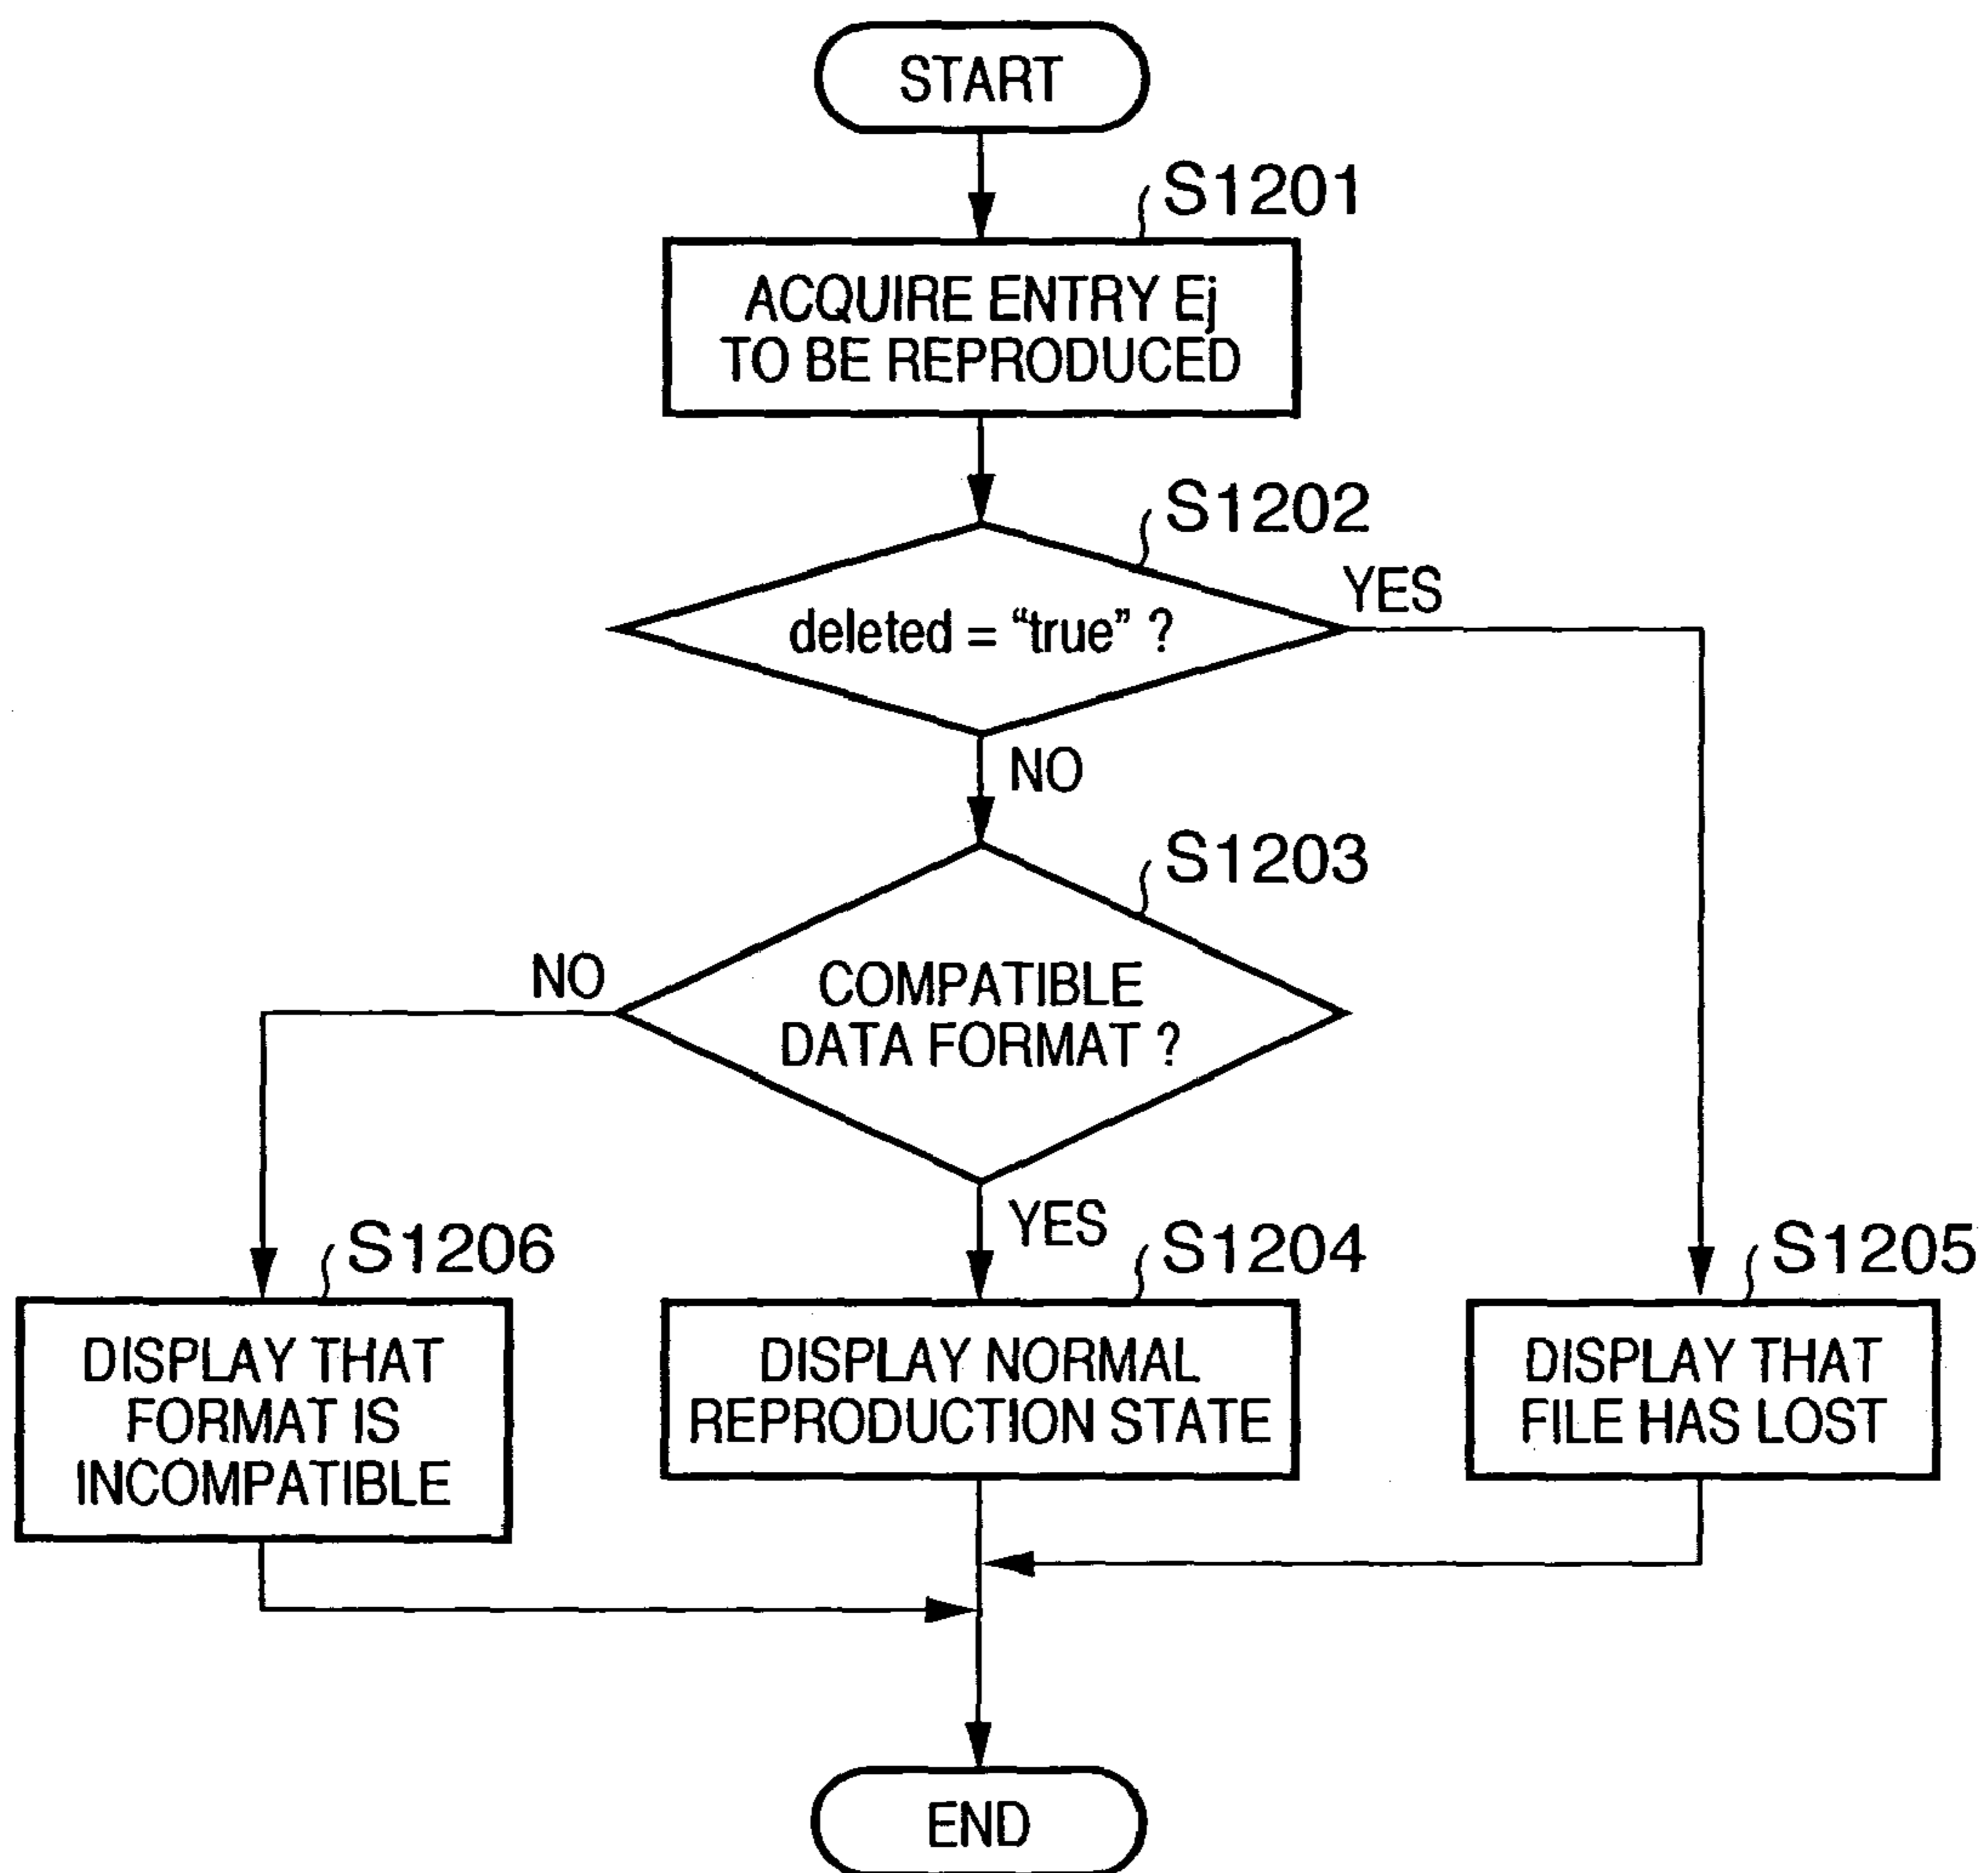 START
S1201
ACQUIRE ENTRY Ej
TO BE REPRODUCED
S1202
deleted = “true” ?
YES
NO
S1203
COMPATIBLE
DATA FORMAT ?
NO
YES
S1206
DISPLAY THAT
FORMAT IS
INCOMPATIBLE
S1204
DISPLAY NORMAL
REPRODUCTION STATE
S1205
DISPLAY THAT
FILE HAS LOST
END